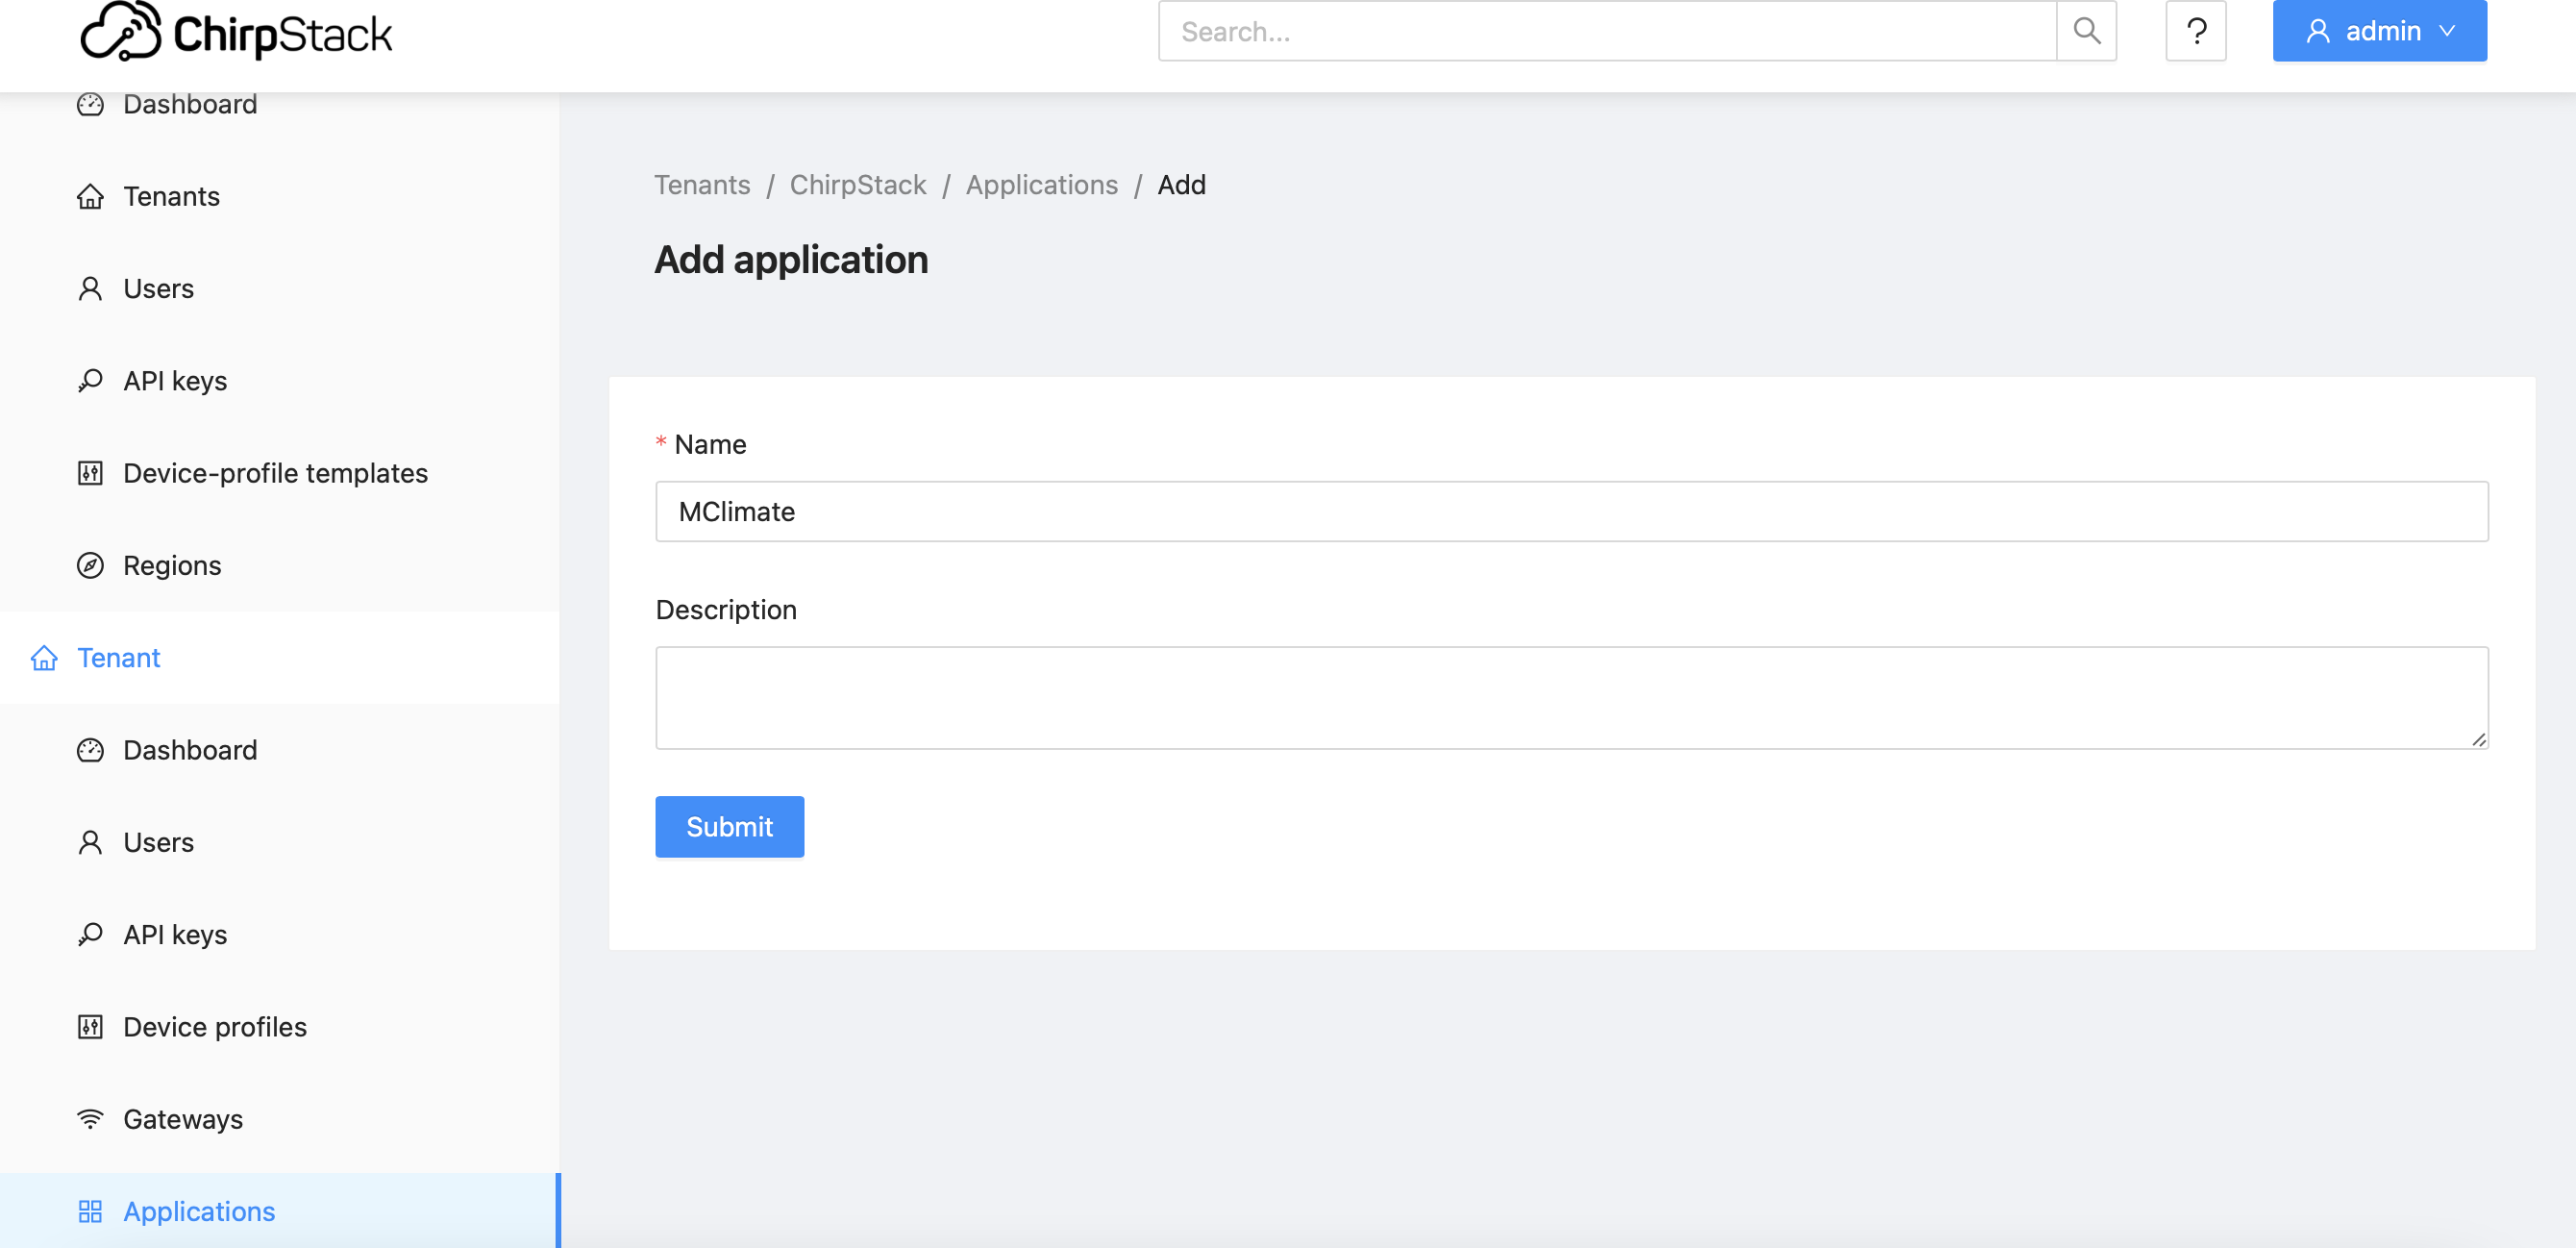 ChirpStack
Search...
?
admin
Dashboard
Tenants
Users
API keys
Device-profile templates
Regions
Tenant
Dashboard
Users
API keys
Device profiles
Gateways
Applications
Tenants / ChirpStack / Applications / Add
Add application
* Name
MClimate
Description
Submit